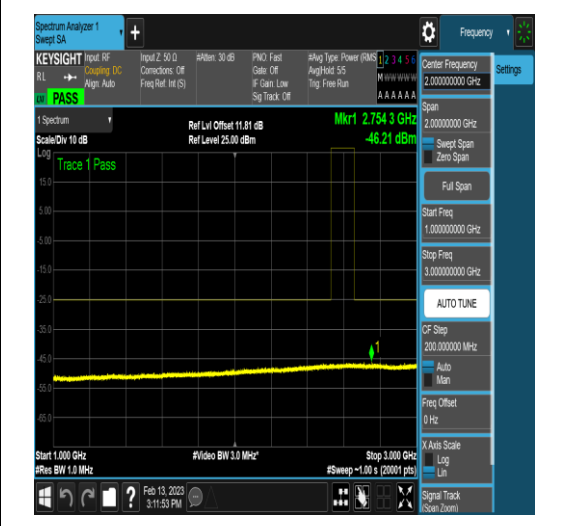 Spectrum Analyzer 1
Swept SA
+
Frequency
KEYSIGHT
RL
PASS
Input: RF
Coupling: DC
Align: Auto
Input Z: 50 Ω
Corrections: Off
Freq Ref: Int (S)
#Atten: 30 dB
PNO: Fast
Gate: Off
IF Gain: Low
Sig Track: Off
#Avg Type: Power (RMS
Avg|Hold: 5/5
Trig: Free Run
1 2 3 4 5 6
M W W W W W
A A A A A A
1 Spectrum
Scale/Div 10 dB
Ref Lvl Offset 11.81 dB
Ref Level 25.00 dBm
Mkr1 2.754 3 GHz
-46.21 dBm
Log
Trace 1 Pass
15.0
5.00
-5.00
-15.0
-25.0
-35.0
-45.0
-55.0
-65.0
1
Start 1.000 GHz
#Res BW 1.0 MHz
#Video BW 3.0 MHz*
Stop 3.000 GHz
#Sweep ~1.00 s (20001 pts)
Feb 13, 2023
3:11:53 PM
Center Frequency
2.000000000 GHz
Settings
Span
2.00000000 GHz
Swept Span
Zero Span
Full Span
Start Freq
1.000000000 GHz
Stop Freq
3.000000000 GHz
AUTO TUNE
CF Step
200.000000 MHz
Auto
Man
Freq Offset
0 Hz
X Axis Scale
Log
Lin
Signal Track
(Span Zoom)